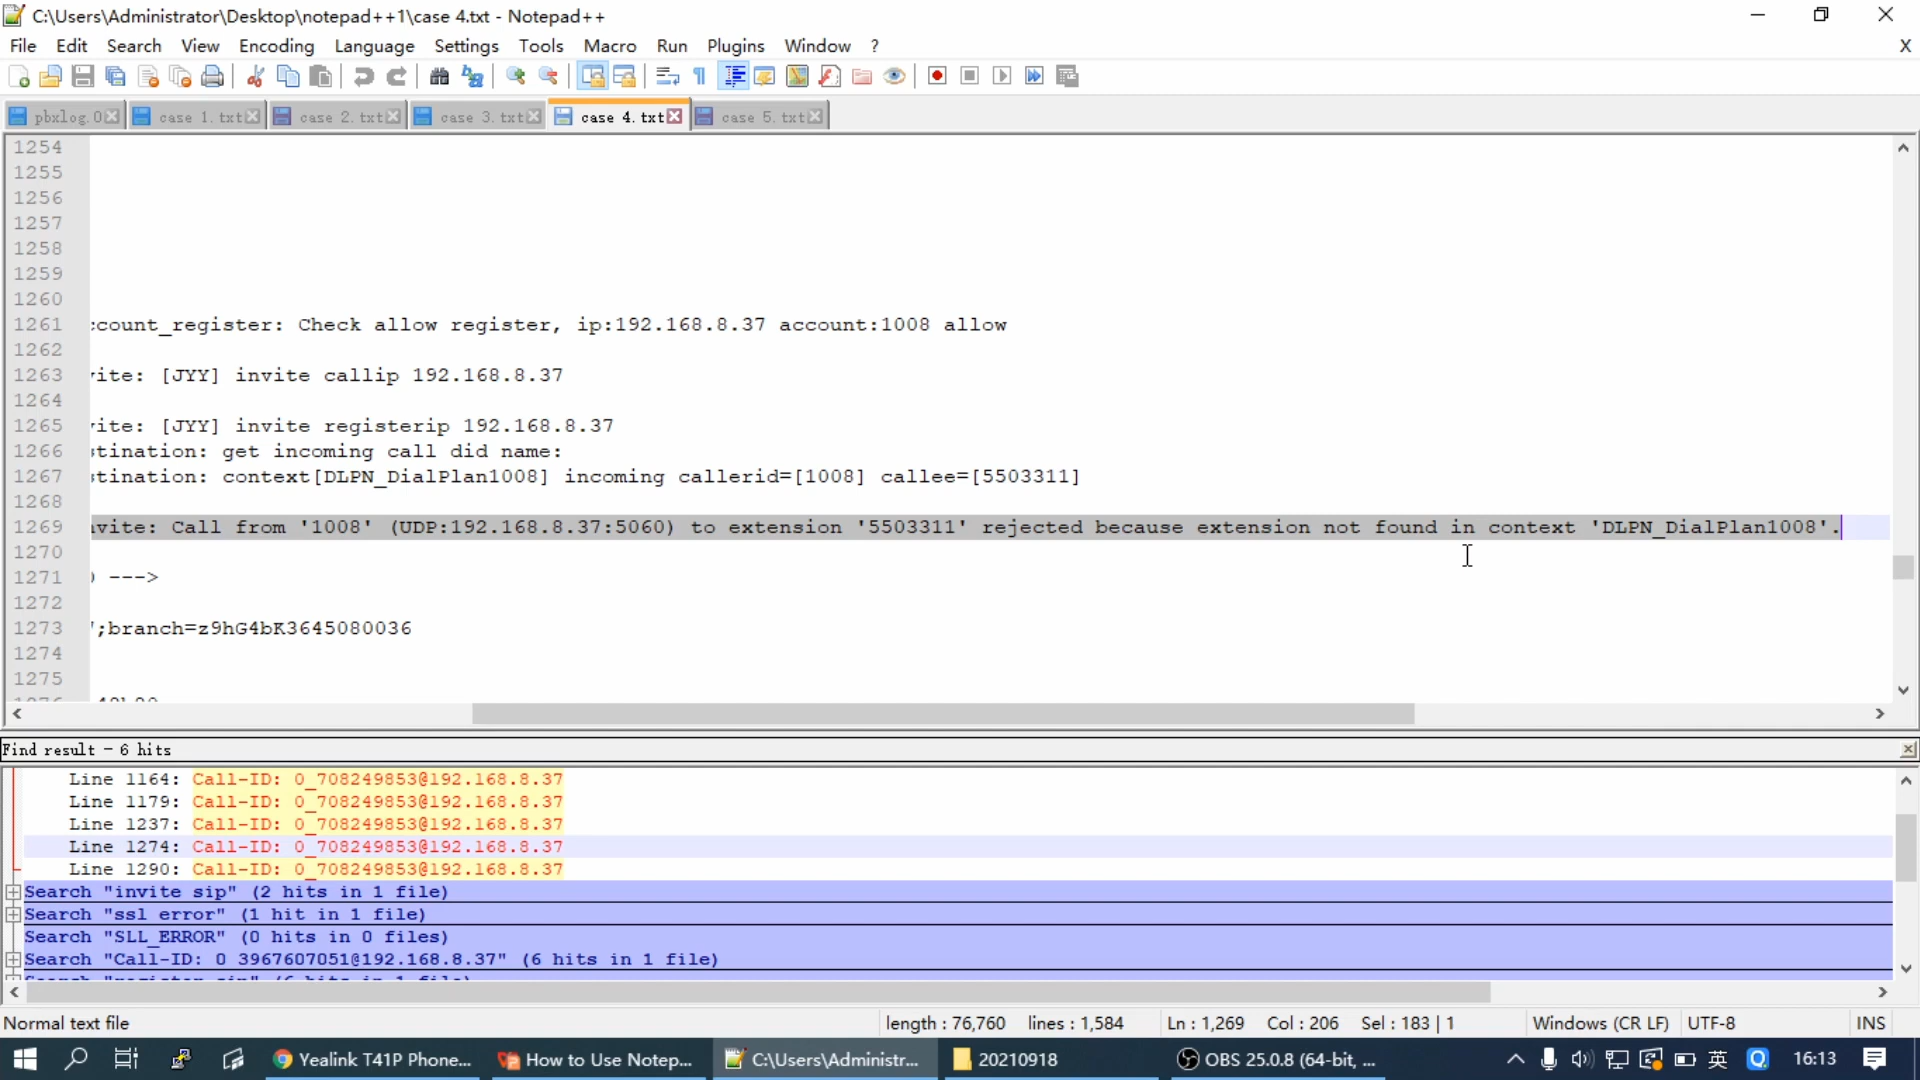 C:\Users\Administrator\Desktop\notepad++1\case 4.txt - Notepad++
File Edit Search View Encoding Language Settings Tools Macro Run Plugins Window ? X
pbxlog.0 case 1.txt case 2.txt case 3.txt case 4.txt case 5.txt
1254
1255
1256
1257
1258
1259
1260
1261 ccount_register: Check allow register, ip:192.168.8.37 account:1008 allow
1262
1263 vite: [JYY] invite callip 192.168.8.37
1264
1265 vite: [JYY] invite registerip 192.168.8.37
1266 stination: get incoming call did name:
1267 stination: context[DLPN_DialPlan1008] incoming callerid=[1008] callee=[5503311]
1268
1269 nvite: Call from '1008' (UDP:192.168.8.37:5060) to extension '5503311' rejected because extension not found in context 'DLPN_DialPlan1008'.
1270
1271 ) --->
1272
1273 ';branch=z9hG4bK3645080036
1274
1275
Find result - 6 hits
Line 1164: Call-ID: 0_708249853@192.168.8.37
Line 1179: Call-ID: 0_708249853@192.168.8.37
Line 1237: Call-ID: 0_708249853@192.168.8.37
Line 1274: Call-ID: 0_708249853@192.168.8.37
Line 1290: Call-ID: 0_708249853@192.168.8.37
Search "invite sip" (2 hits in 1 file)
Search "ssl error" (1 hit in 1 file)
Search "SLL_ERROR" (0 hits in 0 files)
Search "Call-ID: 0_3967607051@192.168.8.37" (6 hits in 1 file)
Normal text file length : 76,760 lines : 1,584 Ln : 1,269 Col : 206 Sel : 183 | 1 Windows (CR LF) UTF-8 INS
Yealink T41P Phone... How to Use Notep... C:\Users\Administr... 20210918 OBS 25.0.8 (64-bit, ... 英 16:13